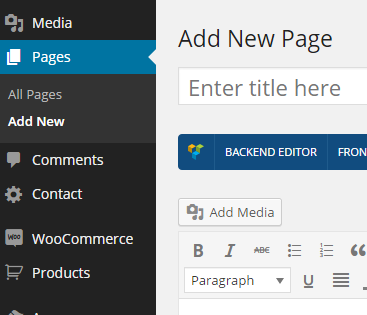 Media
Pages
All Pages
Add New
Comments
Contact
WooCommerce
Products
Add New Page
Enter title here
BACKEND EDITOR
FRON
Add Media
B I ABC
Paragraph U